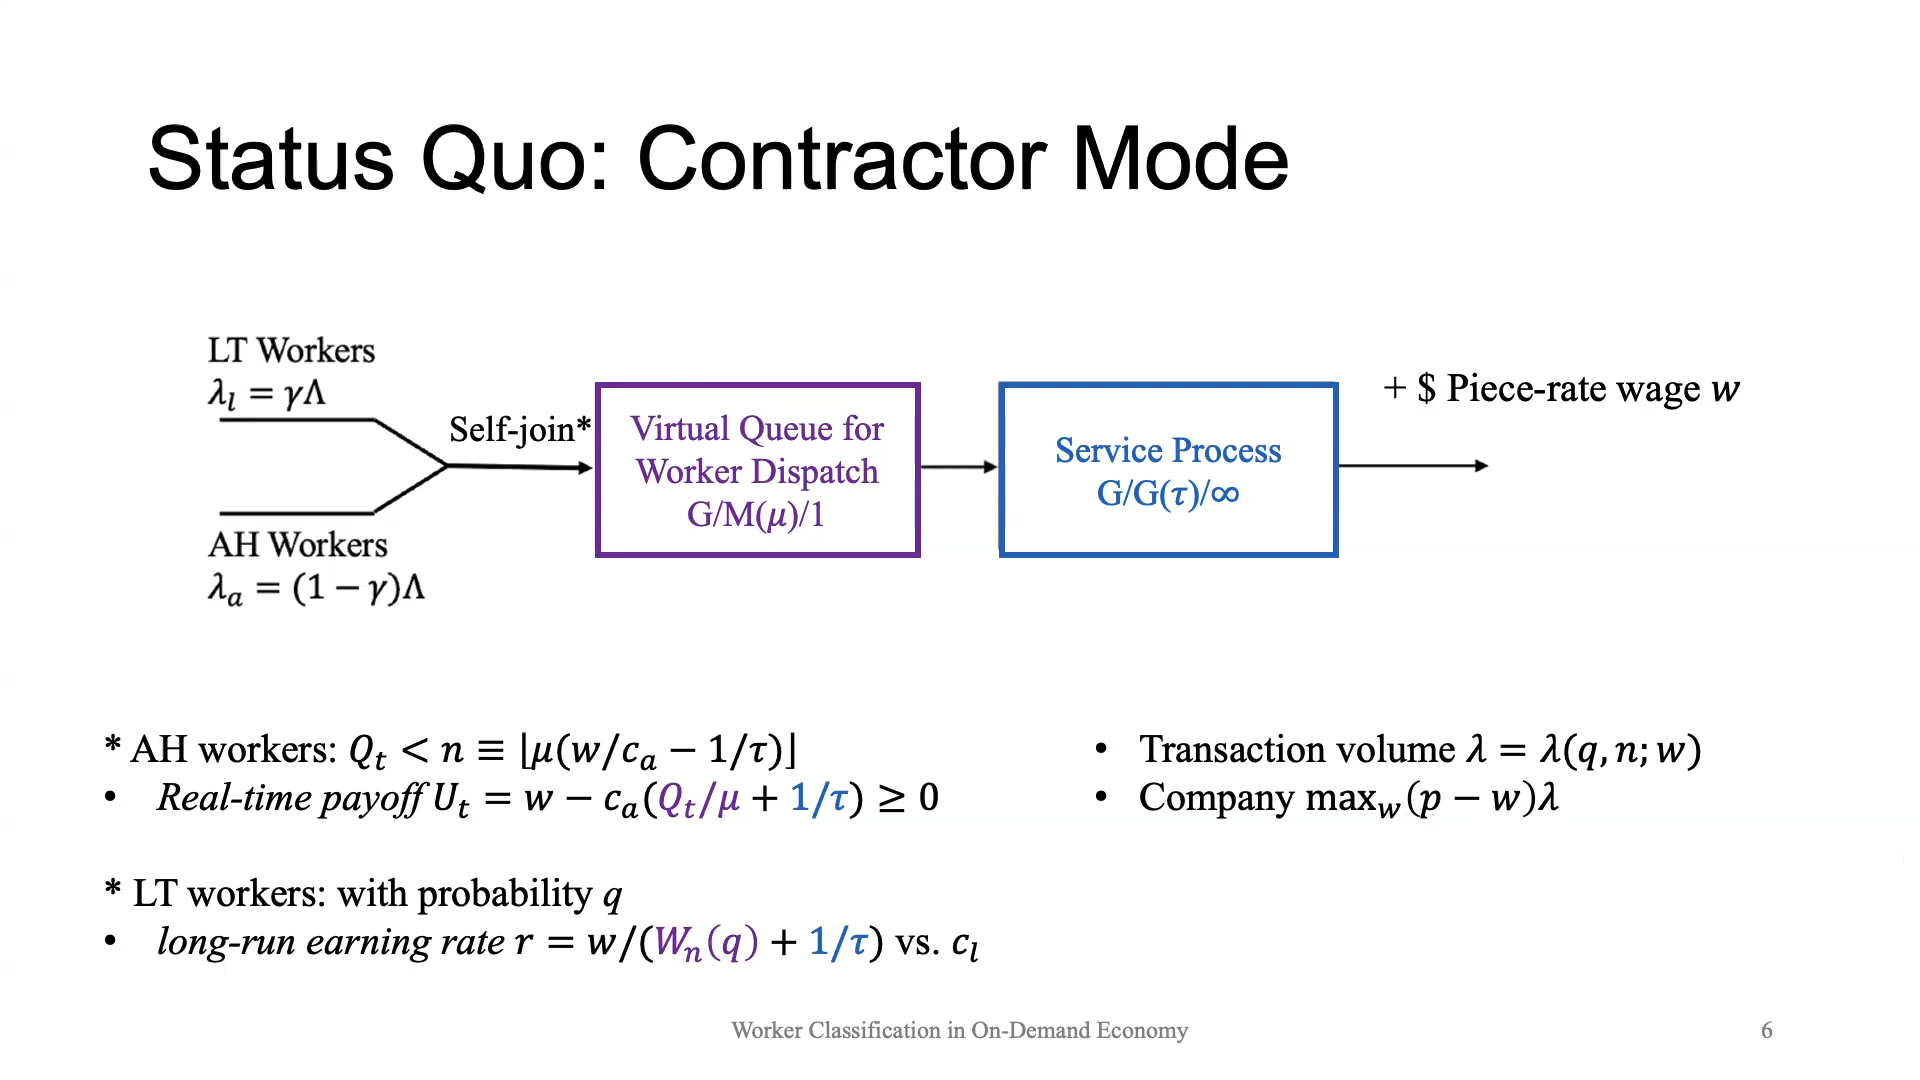 Status Quo: Contractor Mode
LT Workers
λ_l = γΛ
Self-join*
AH Workers
λ_a = (1 − γ)Λ
Virtual Queue for
Worker Dispatch
G/M(μ)/1
Service Process
G/G(τ)/∞
+ $ Piece-rate wage w
* AH workers: Q_t < n ≡ ⌊μ(w/c_a − 1/τ)⌋
• Real-time payoff U_t = w − c_a(Q_t/μ + 1/τ) ≥ 0
* LT workers: with probability q
• long-run earning rate r = w/(W_n(q) + 1/τ) vs. c_l
• Transaction volume λ = λ(q, n; w)
• Company max_w(p − w)λ
Worker Classification in On-Demand Economy
6